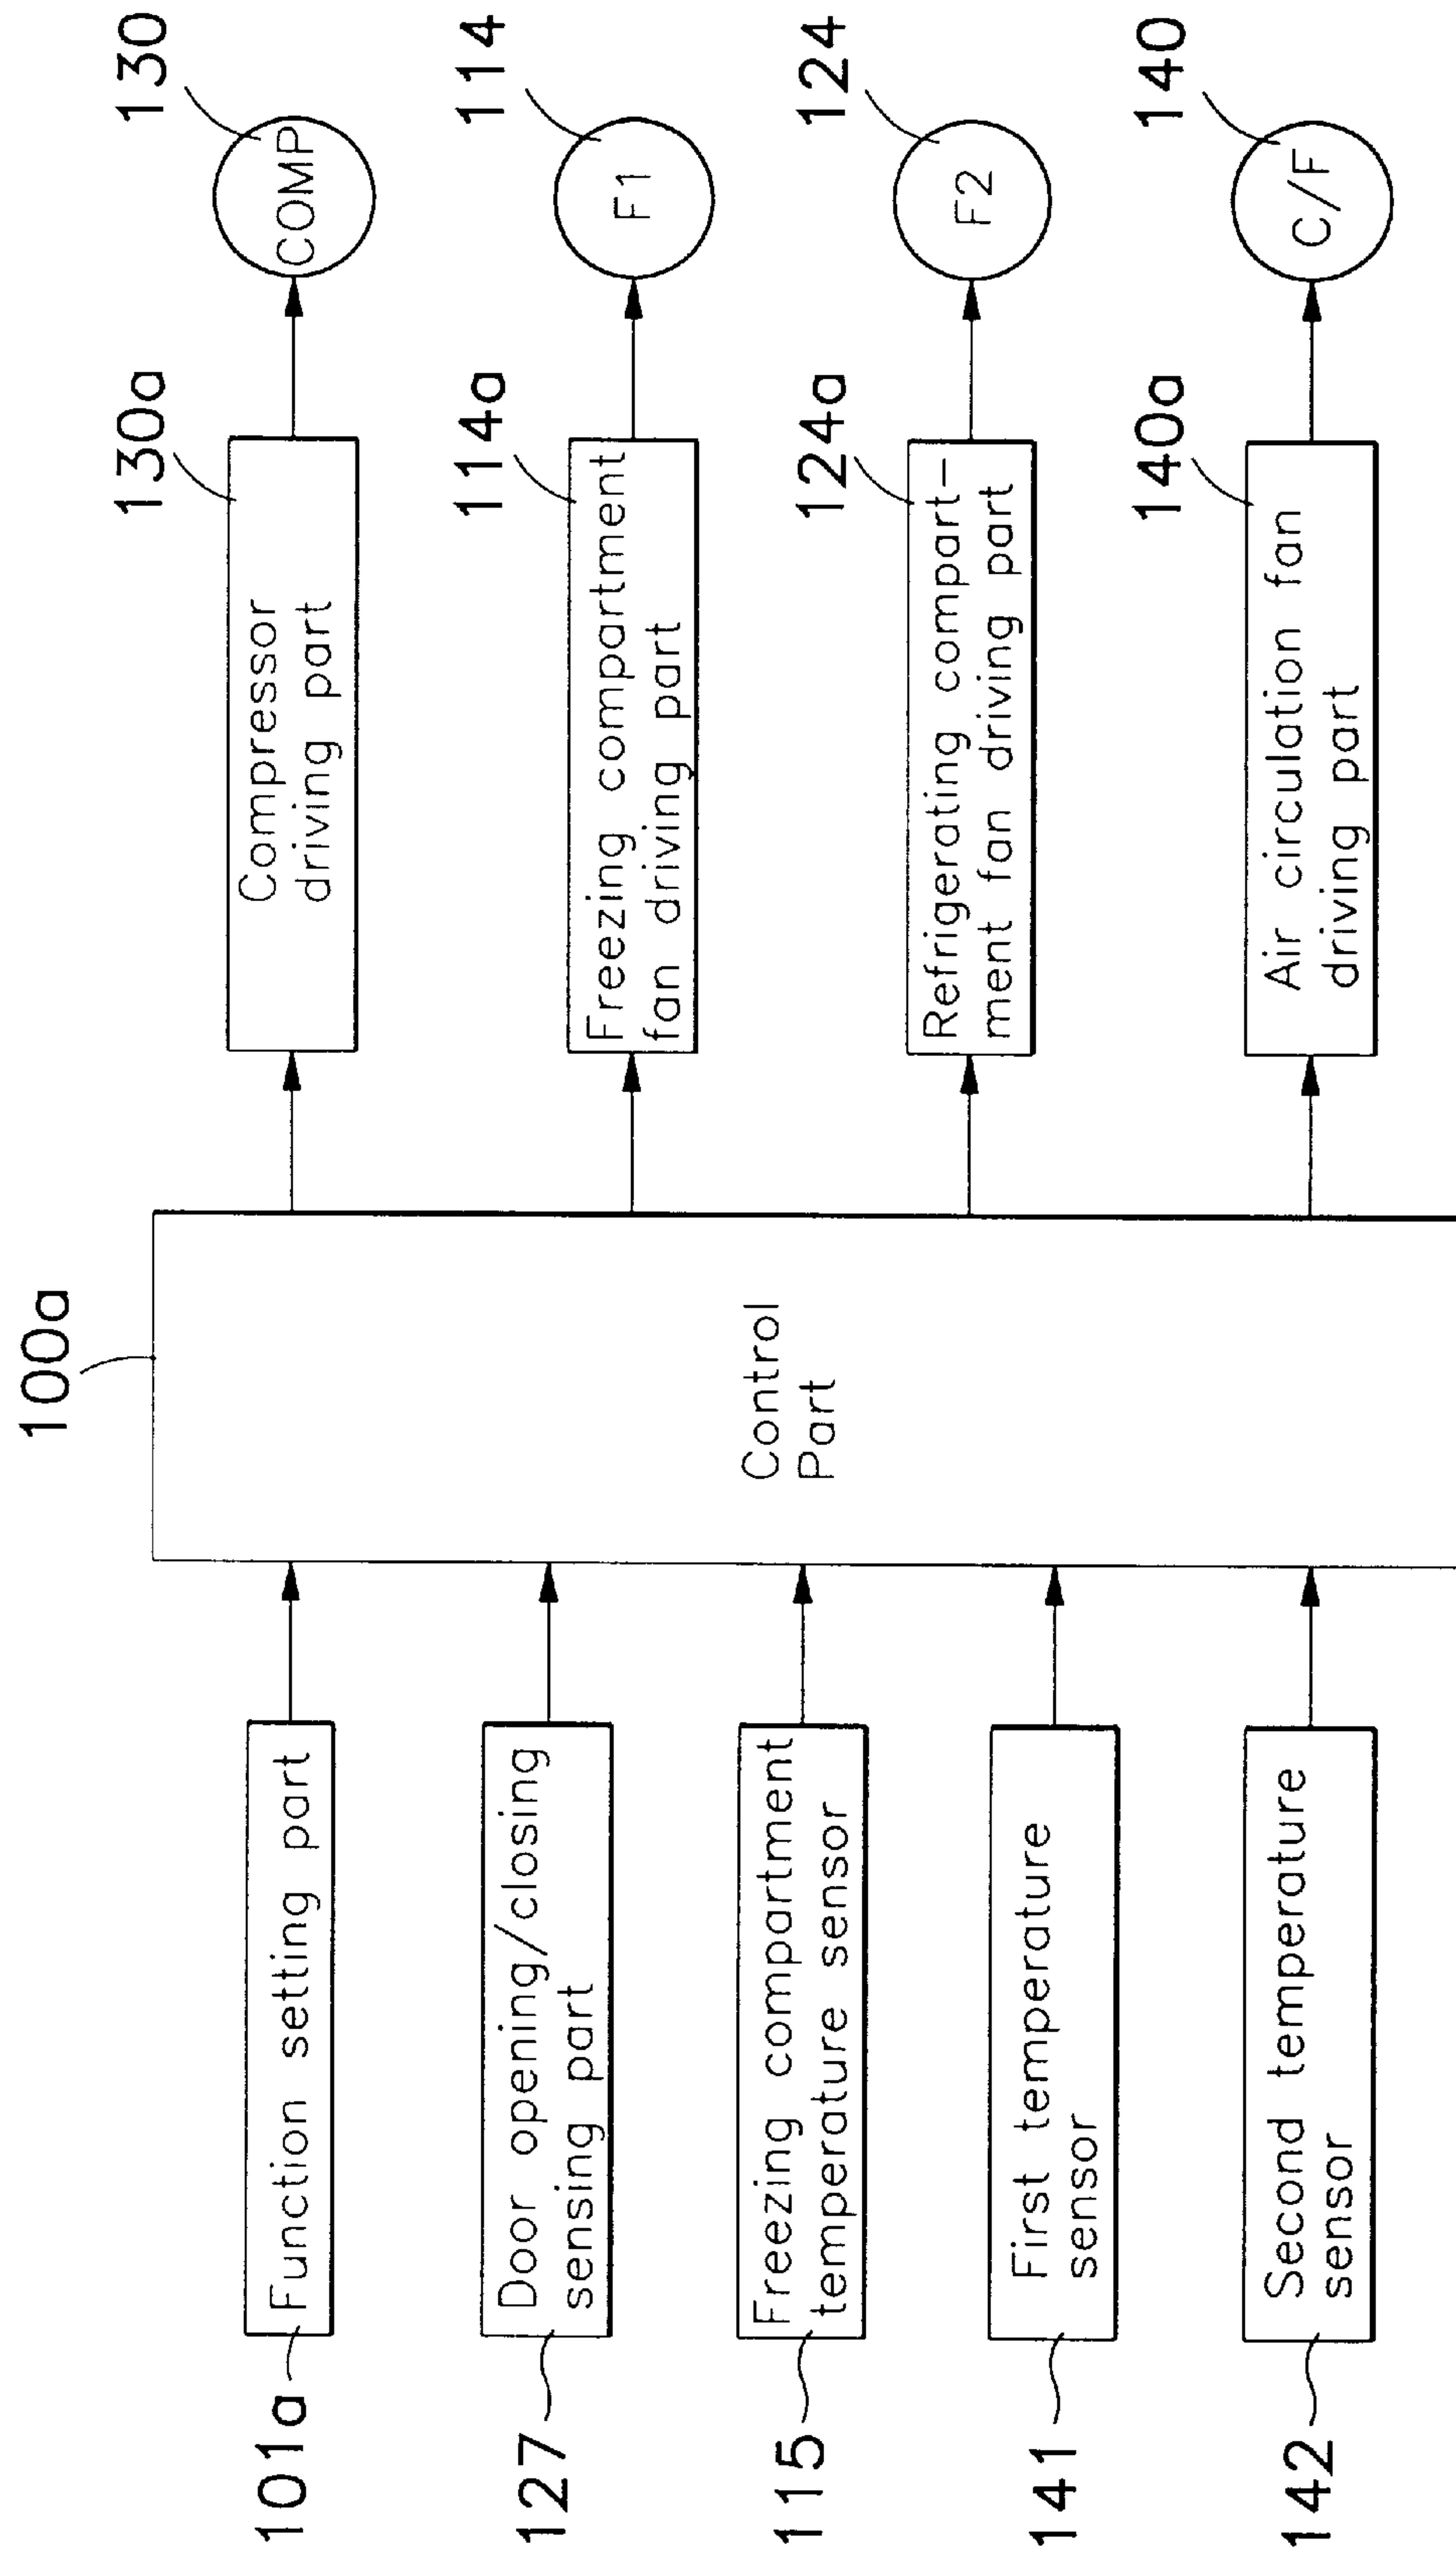 100a
101a
Function setting part
127
Door opening/closing
sensing part
115
Freezing compartment
temperature sensor
141
First temperature
sensor
142
Second temperature
sensor
Control
Part
130a
Compressor
driving part
130
COMP
114a
Freezing compartment
fan driving part
114
F1
124a
Refrigerating compart-
ment fan driving part
124
F2
140a
Air circulation fan
driving part
140
C/F